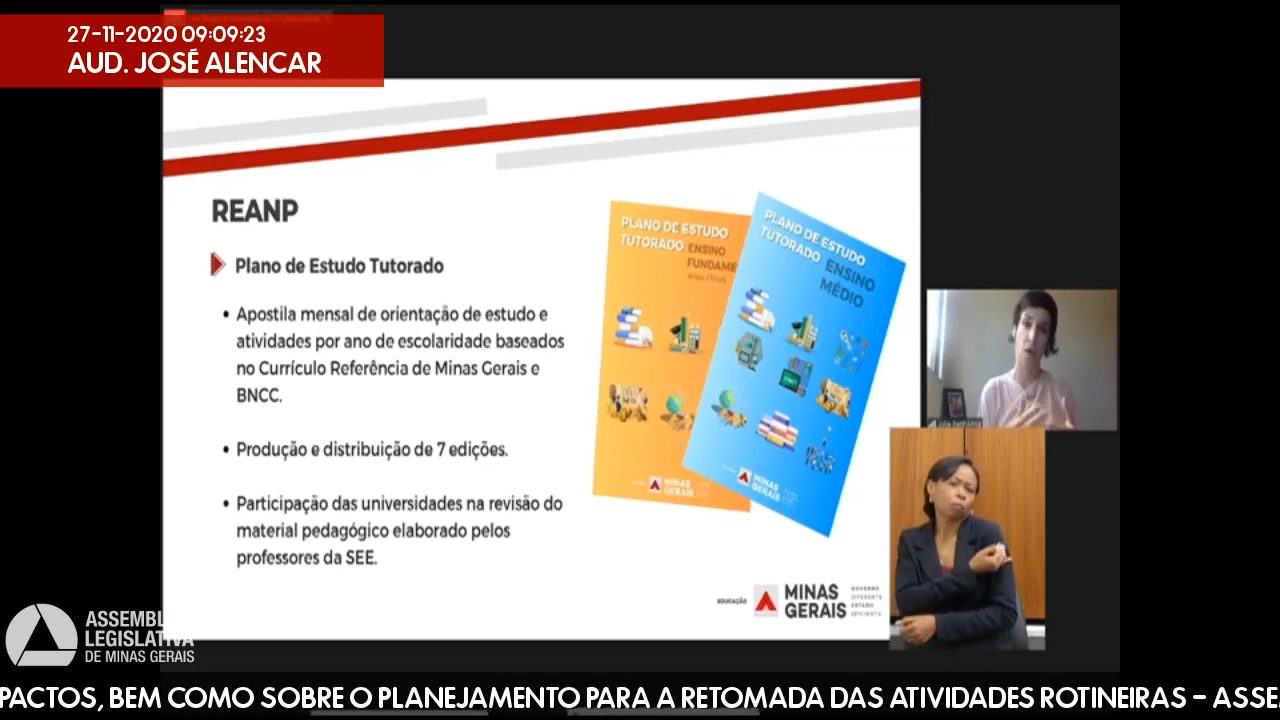 27-11-2020 09:09:23
AUD. JOSÉ ALENCAR
REANP
Plano de Estudo Tutorado
• Apostila mensal de orientação de estudo e
atividades por ano de escolaridade baseados
no Currículo Referência de Minas Gerais e
BNCC.
• Produção e distribuição de 7 edições.
• Participação das universidades na revisão do
material pedagógico elaborado pelos
professores da SEE.
PLANO DE ESTUDO
TUTORADO ENSINO
FUNDAME
PLANO DE ESTUDO
TUTORADO ENSINO
MÉDIO
MINAS
GERAIS
MINAS
GERAIS
EDUCAÇÃO
MINAS
GERAIS
GOVERNO
DIFERENTE
ESTADO
EFICIENTE
ASSEMBL
LEGISLATIVA
DE MINAS GERAIS
PACTOS, BEM COMO SOBRE O PLANEJAMENTO PARA A RETOMADA DAS ATIVIDADES ROTINEIRAS – ASSE